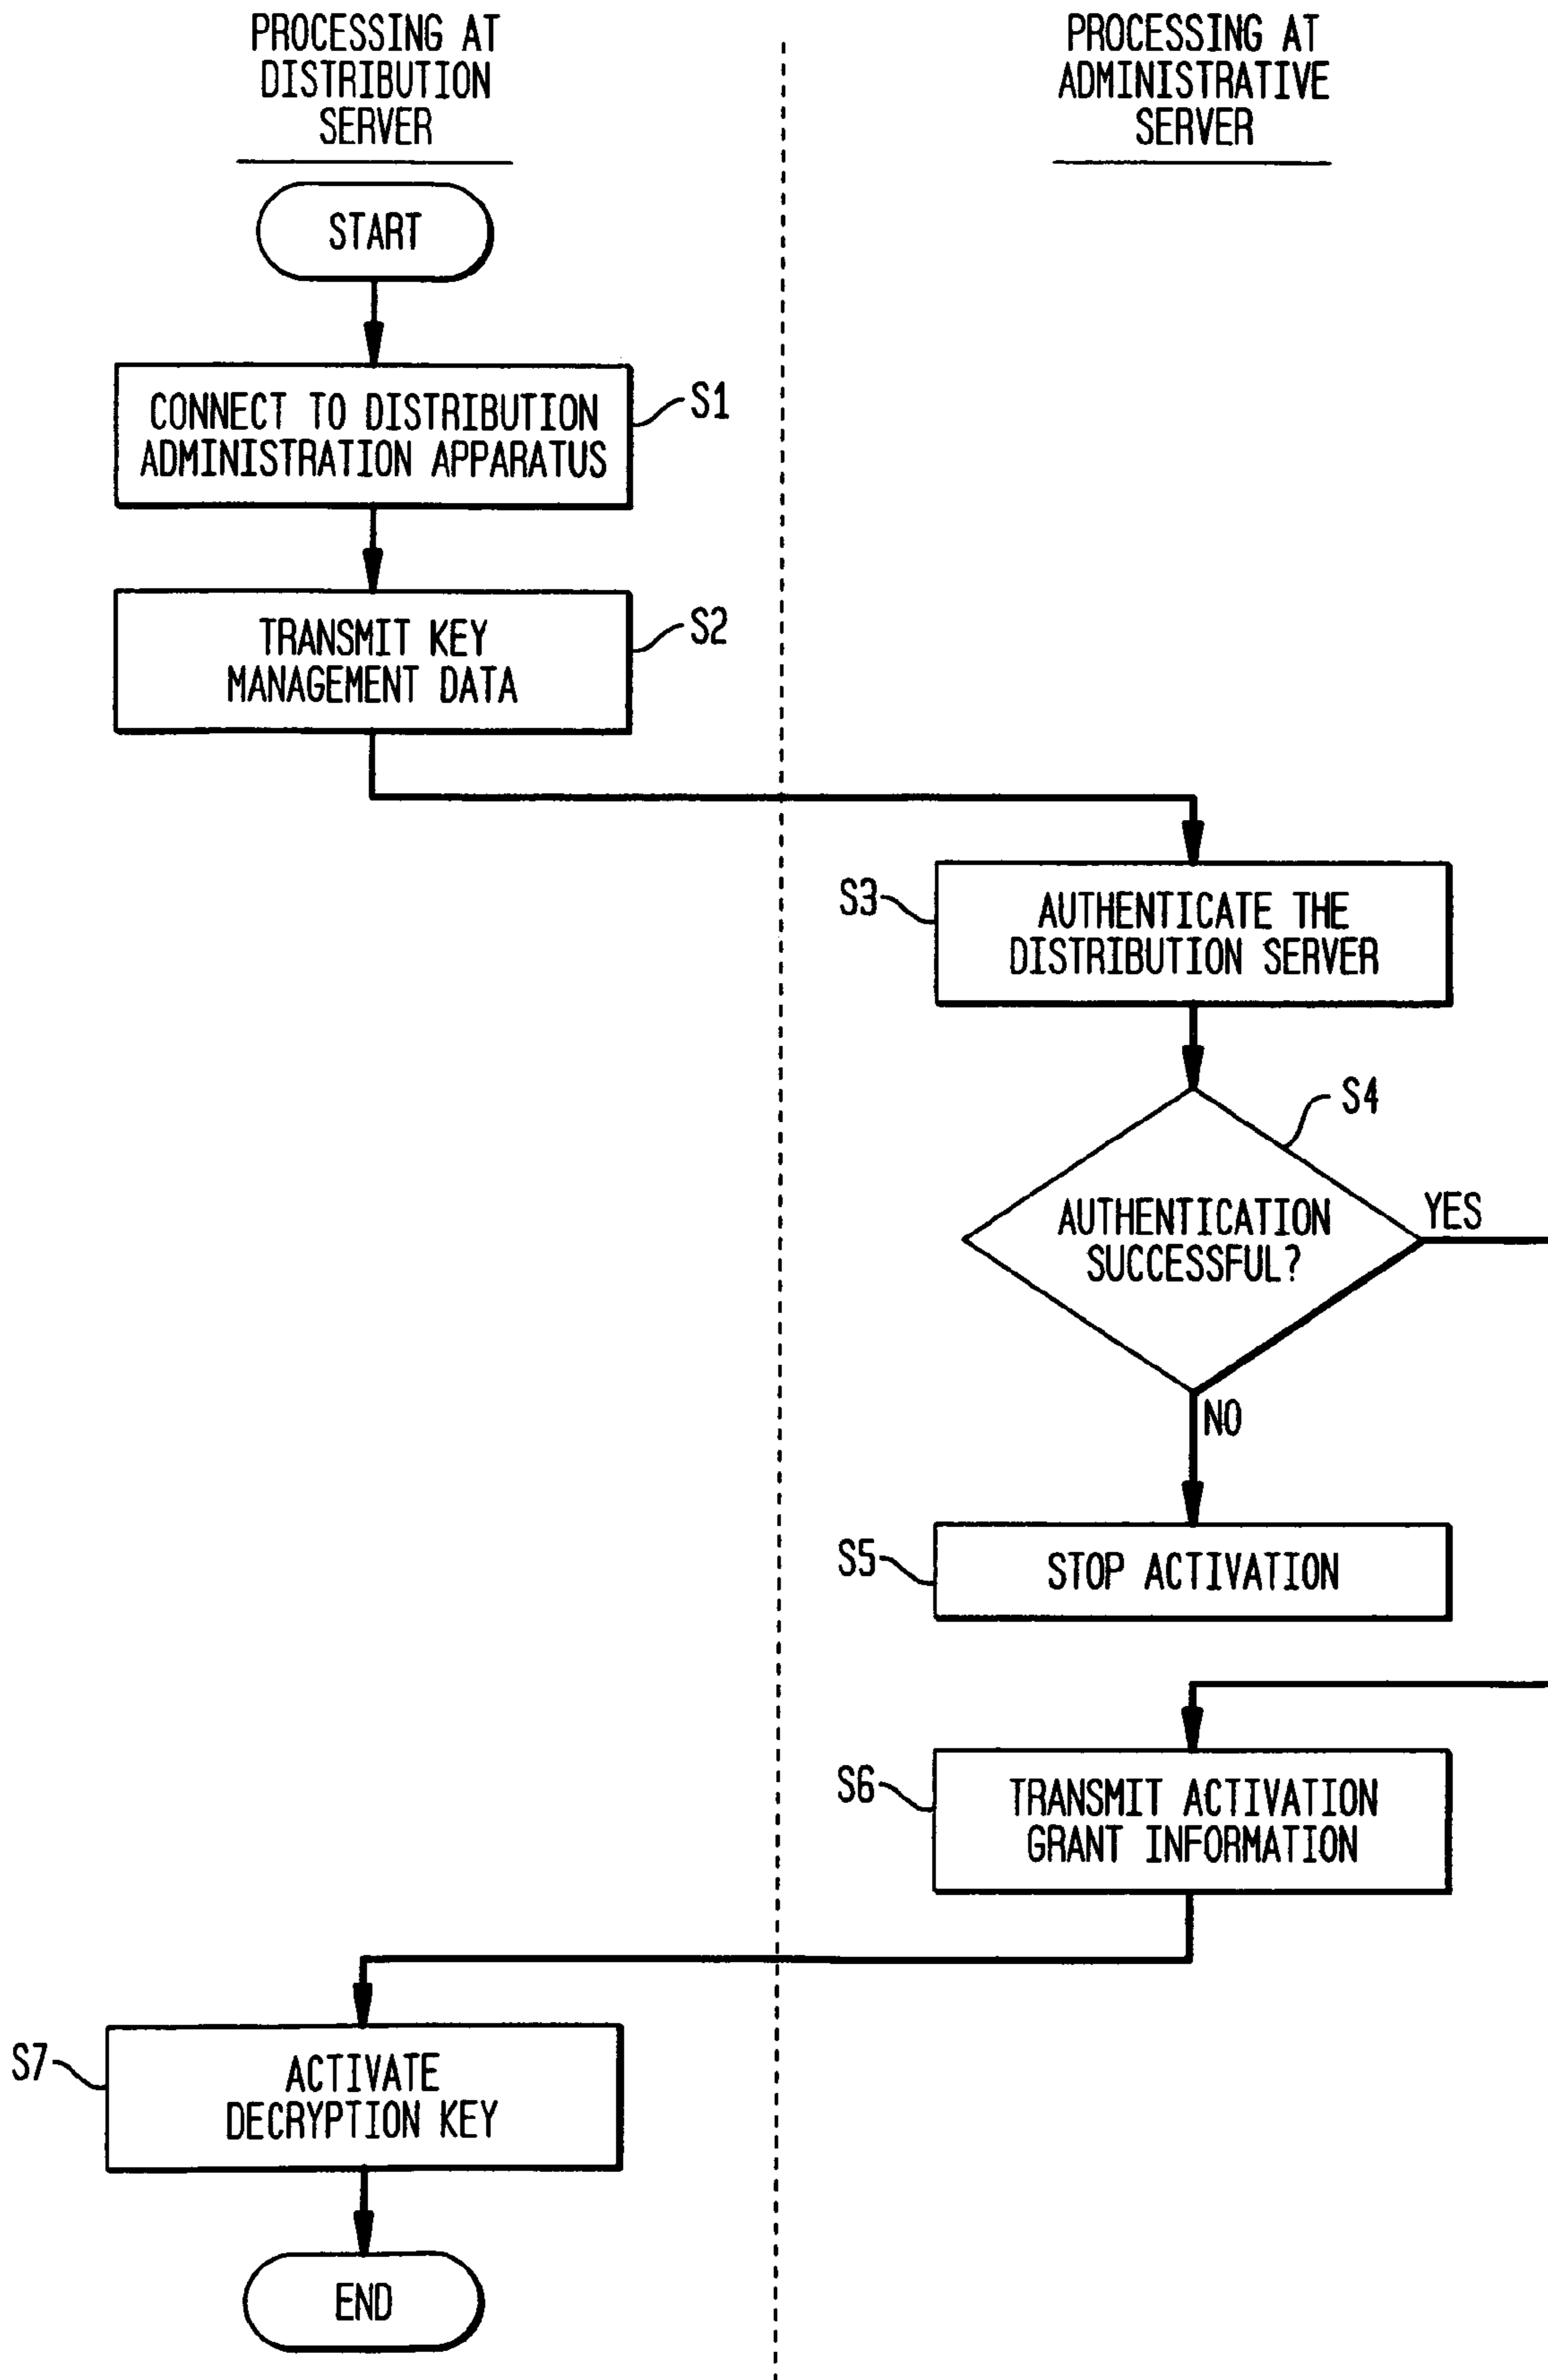 PROCESSING AT
DISTRIBUTION
SERVER
PROCESSING AT
ADMINISTRATIVE
SERVER
START
CONNECT TO DISTRIBUTION
ADMINISTRATION APPARATUS
S1
TRANSMIT KEY
MANAGEMENT DATA
S2
S3
AUTHENTICATE THE
DISTRIBUTION SERVER
S4
AUTHENTICATION
SUCCESSFUL?
YES
NO
S5
STOP ACTIVATION
S6
TRANSMIT ACTIVATION
GRANT INFORMATION
S7
ACTIVATE
DECRYPTION KEY
END